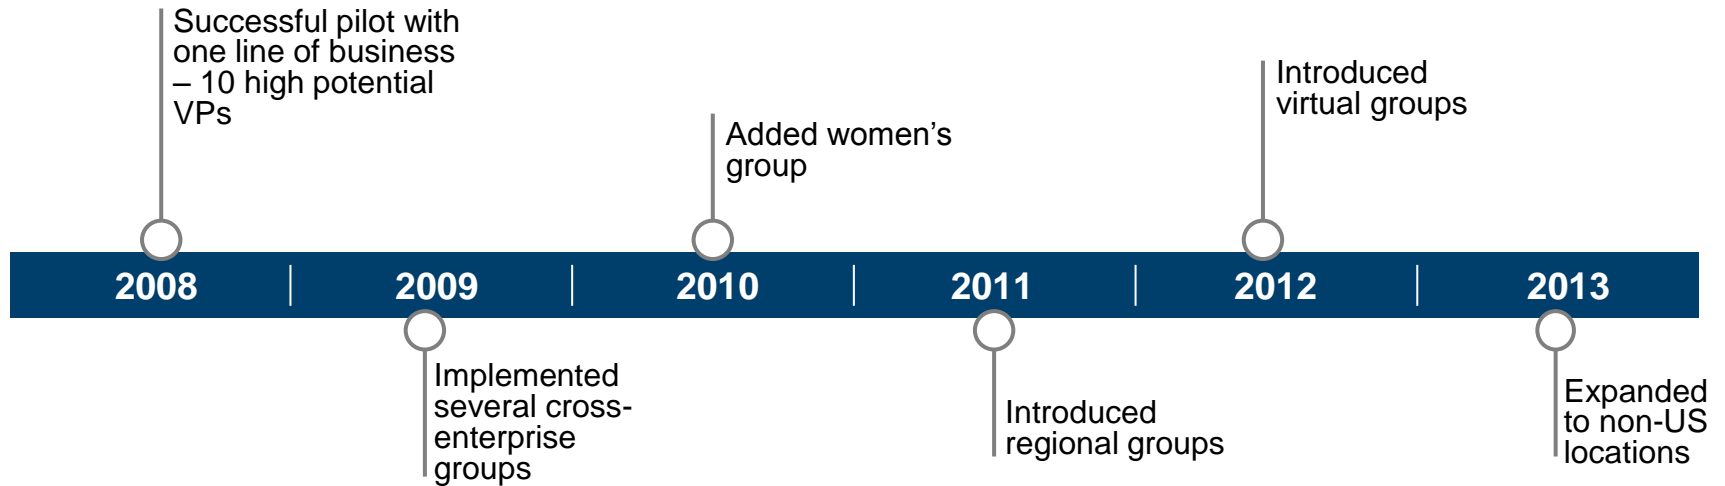 Successful pilot with
one line of business
– 10 high potential
VPs
Added women’s
group
Introduced
virtual groups
2008
2009
2010
2011
2012
2013
Implemented
several cross-
enterprise
groups
Introduced
regional groups
Expanded
to non-US
locations